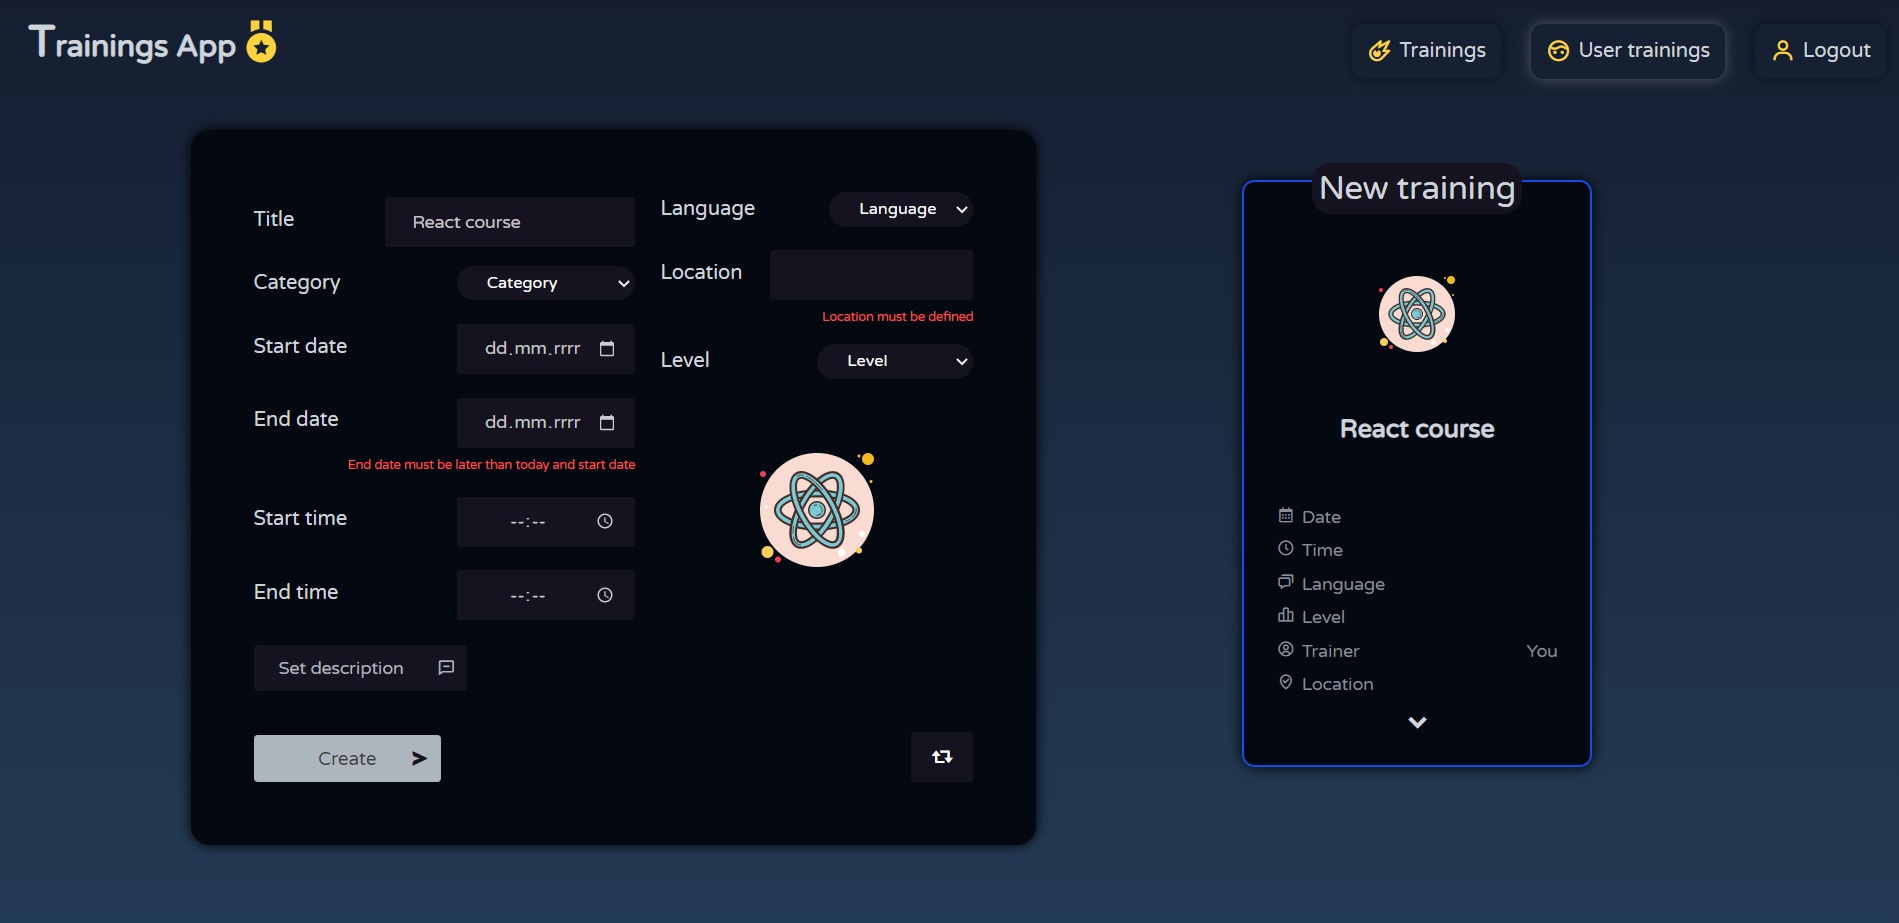 Trainings App
Trainings
User trainings
Logout
Title
React course
Category
Category
Start date
dd.mm.rrrr
End date
dd.mm.rrrr
End date must be later than today and start date
Start time
--:--
End time
--:--
Set description
Create
Language
Language
Location
Location must be defined
Level
Level
New training
React course
Date
Time
Language
Level
Trainer You
Location